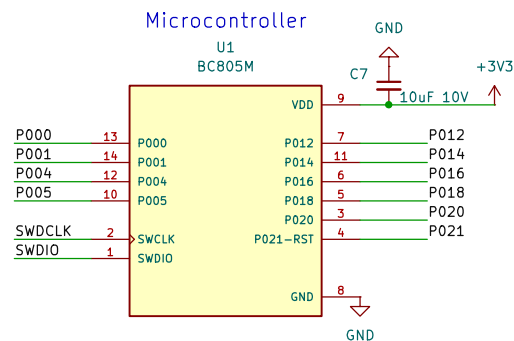 Microcontroller
U1
BC805M
GND
C7
10uF 10V
+3V3
VDD 9
P000 13 P000
P001 14 P001
P004 12 P004
P005 10 P005
SWDCLK 2 SWCLK
SWDIO 1 SWDIO
P012 7 P012
P014 11 P014
P016 6 P016
P018 5 P018
P020 3 P020
P021-RST 4 P021
GND 8
GND